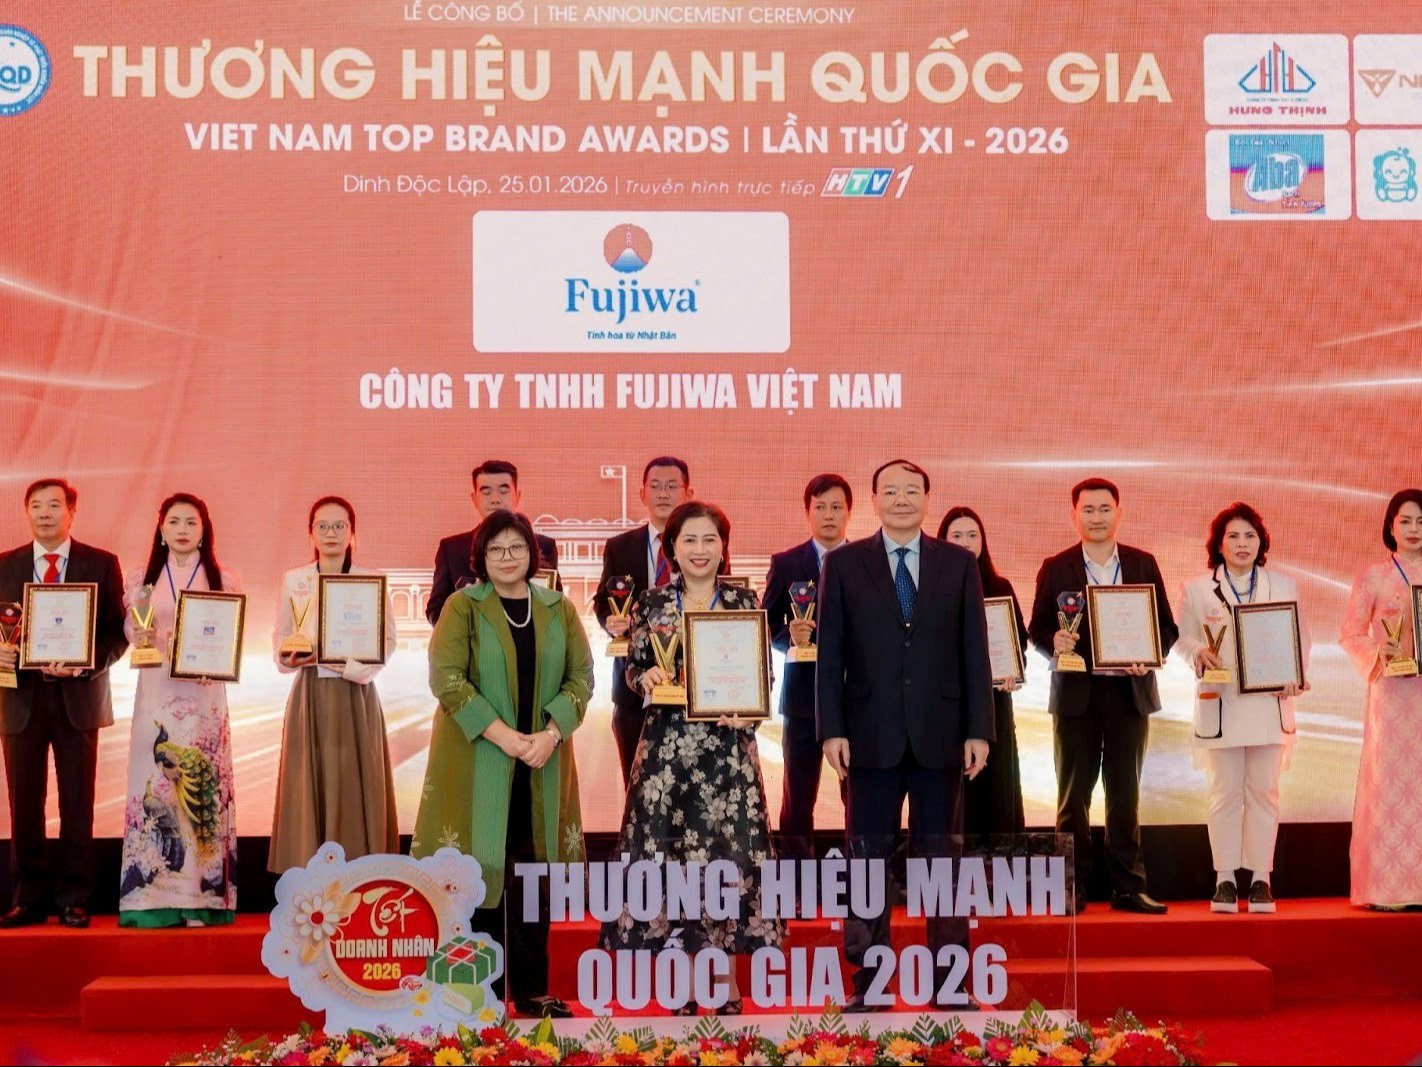 LỄ CÔNG BỐ | THE ANNOUNCEMENT CEREMONY
THƯƠNG HIỆU MẠNH QUỐC GIA
VIET NAM TOP BRAND AWARDS | LẦN THỨ XI - 2026
Dinh Độc Lập, 25.01.2026 | Truyền hình trực tiếp HTV1
QD
HƯNG THỊNH
Aba
Fujiwa®
Tinh hoa từ Nhật Bản
CÔNG TY TNHH FUJIWA VIỆT NAM
Tết
DOANH NHÂN
2026
THƯƠNG HIỆU MẠNH
QUỐC GIA 2026